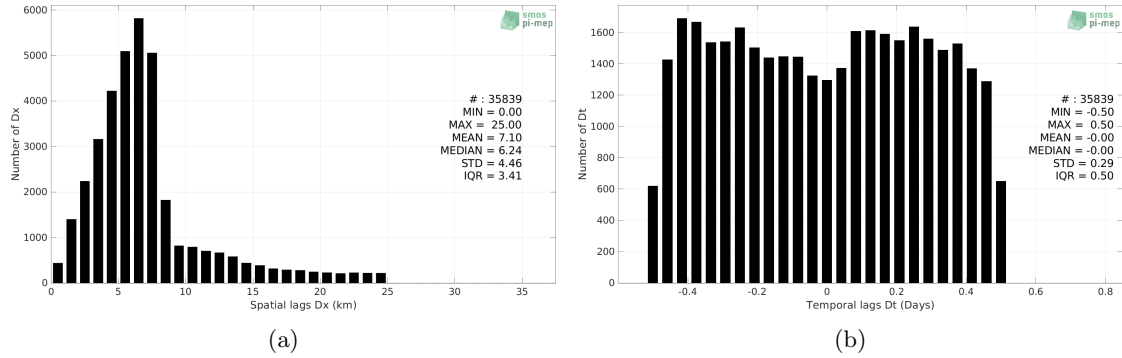 6000
5000
4000
3000
2000
1000
0
Number of Dx
smos
pi-mep
# : 35839
MIN = 0.00
MAX = 25.00
MEAN = 7.10
MEDIAN = 6.24
STD = 4.46
IQR = 3.41
0 5 10 15 20 25 30 35
Spatial lags Dx (km)
(a)
1600
1400
1200
1000
800
600
400
200
0
Number of Dt
smos
pi-mep
# : 35839
MIN = -0.50
MAX = 0.50
MEAN = -0.00
MEDIAN = -0.00
STD = 0.29
IQR = 0.50
-0.4 -0.2 0 0.2 0.4 0.6 0.8
Temporal lags Dt (Days)
(b)